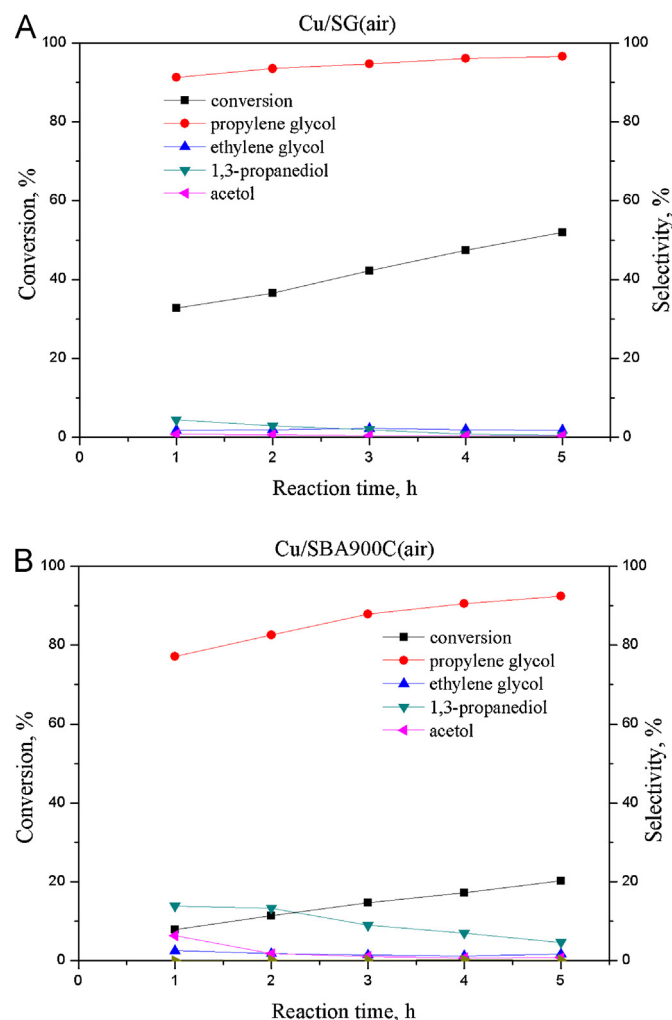 A
Cu/SG(air)
100
80
60
40
20
0
Conversion, %
conversion
propylene glycol
ethylene glycol
1,3-propanediol
acetol
100
80
60
40
20
0
Selectivity, %
0 1 2 3 4 5
Reaction time, h
B
Cu/SBA900C(air)
100
80
60
40
20
0
Conversion, %
conversion
propylene glycol
ethylene glycol
1,3-propanediol
acetol
100
80
60
40
20
0
Selectivity, %
0 1 2 3 4 5
Reaction time, h